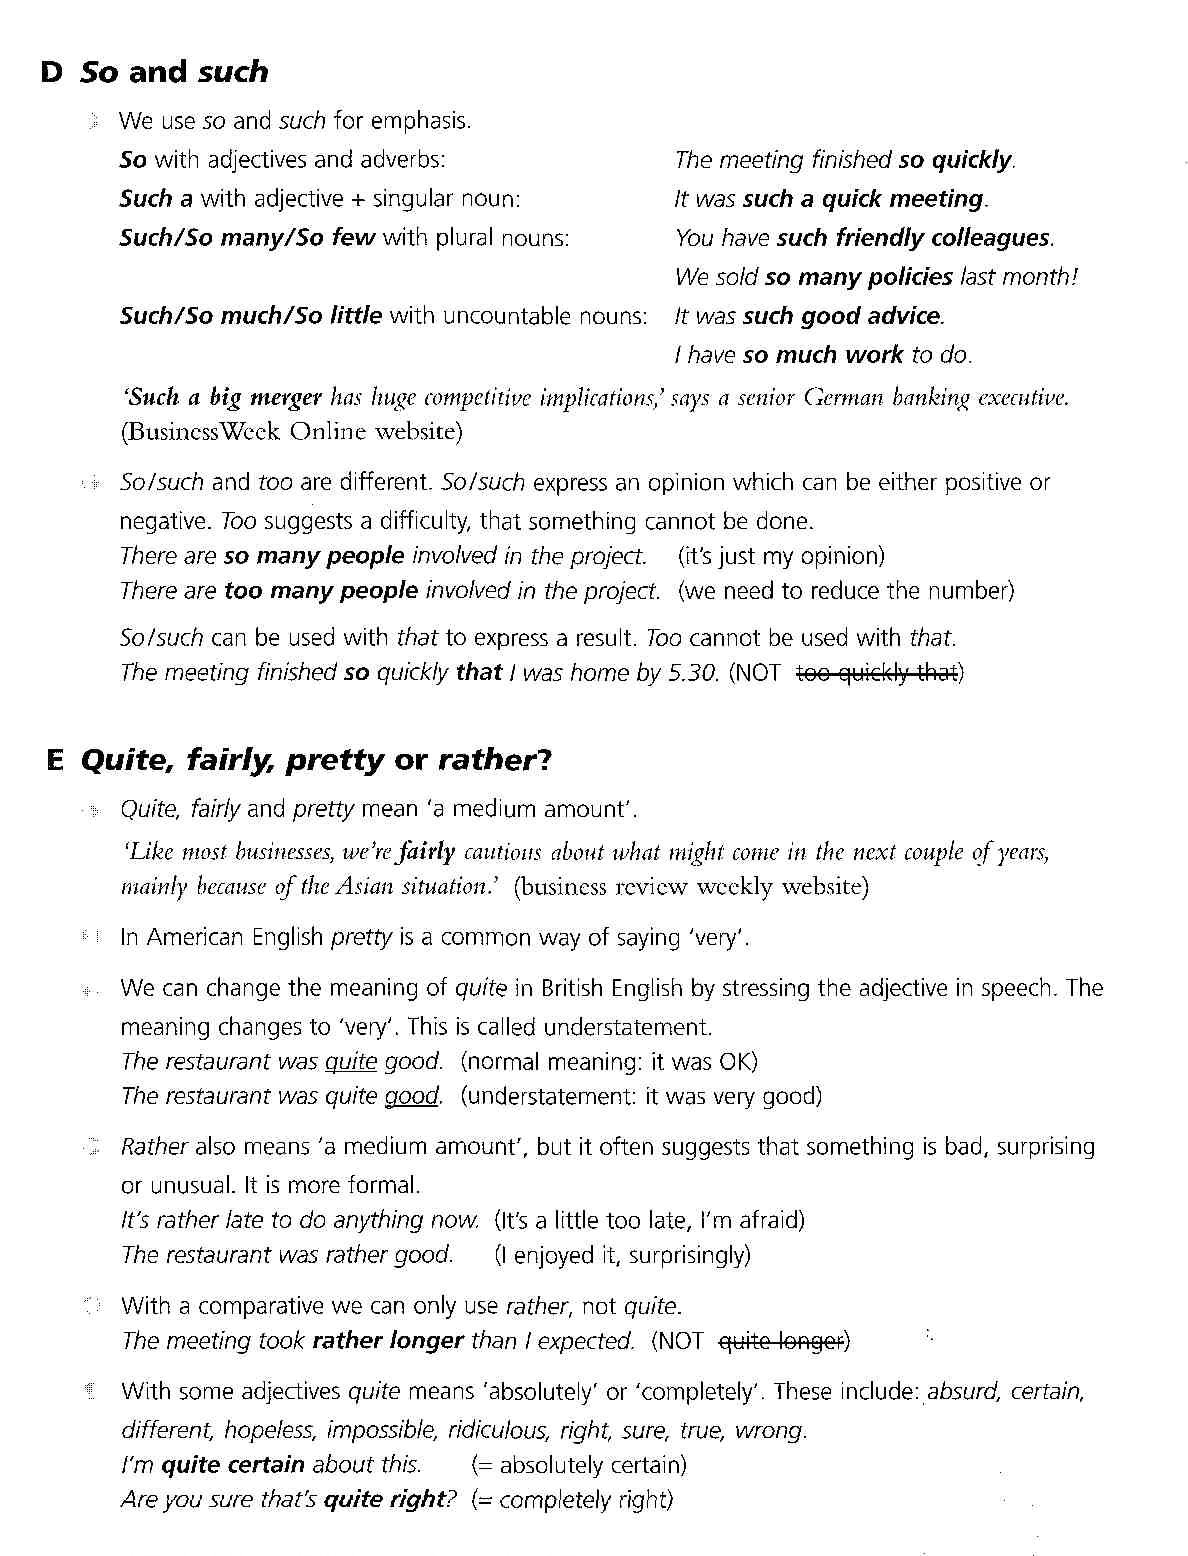 D So and such
We use so and such for emphasis.
So with adjectives and adverbs: The meeting finished so quickly.
Such a with adjective + singular noun: It was such a quick meeting.
Such/So many/So few with plural nouns: You have such friendly colleagues.
We sold so many policies last month!
Such/So much/So little with uncountable nouns: It was such good advice.
I have so much work to do.
‘Such a big merger has huge competitive implications,’ says a senior German banking executive.
(BusinessWeek Online website)
So/such and too are different. So/such express an opinion which can be either positive or
negative. Too suggests a difficulty, that something cannot be done.
There are so many people involved in the project. (it's just my opinion)
There are too many people involved in the project. (we need to reduce the number)
So/such can be used with that to express a result. Too cannot be used with that.
The meeting finished so quickly that I was home by 5.30. (NOT too quickly that)
E Quite, fairly, pretty or rather?
Quite, fairly and pretty mean 'a medium amount'.
‘Like most businesses, we’re fairly cautious about what might come in the next couple of years,
mainly because of the Asian situation.’ (business review weekly website)
In American English pretty is a common way of saying 'very'.
We can change the meaning of quite in British English by stressing the adjective in speech. The
meaning changes to 'very'. This is called understatement.
The restaurant was quite good. (normal meaning: it was OK)
The restaurant was quite good. (understatement: it was very good)
Rather also means 'a medium amount', but it often suggests that something is bad, surprising
or unusual. It is more formal.
It's rather late to do anything now. (It's a little too late, I'm afraid)
The restaurant was rather good. (I enjoyed it, surprisingly)
With a comparative we can only use rather, not quite.
The meeting took rather longer than I expected. (NOT quite longer)
With some adjectives quite means 'absolutely' or 'completely'. These include: absurd, certain,
different, hopeless, impossible, ridiculous, right, sure, true, wrong.
I'm quite certain about this. (= absolutely certain)
Are you sure that's quite right? (= completely right)